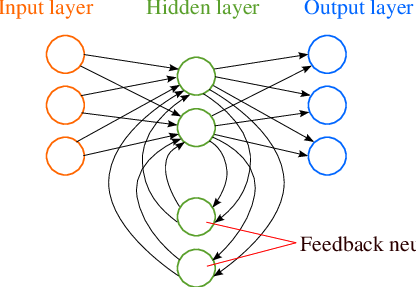 Input layer
Hidden layer
Output layer
Feedback neu